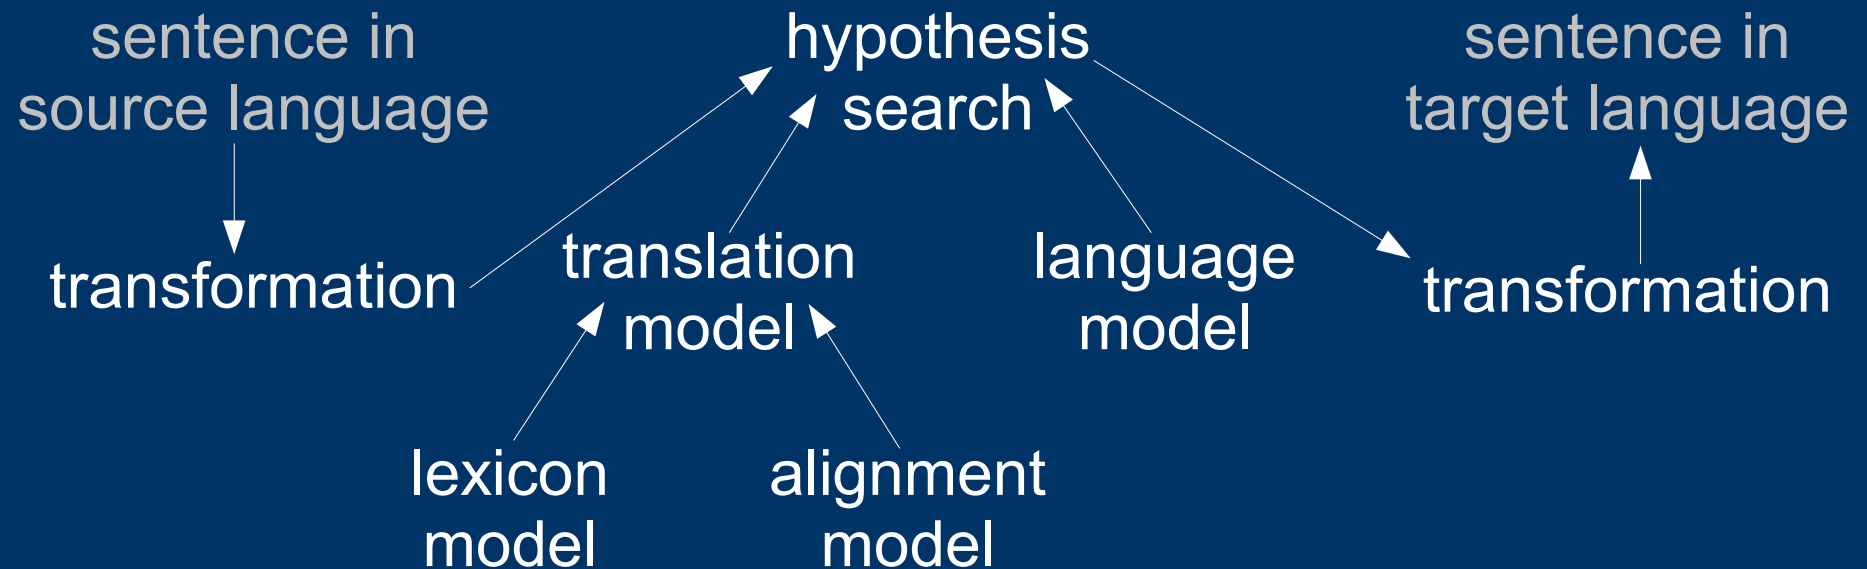 sentence in
source language
hypothesis
search
sentence in
target language
transformation
translation
model
language
model
transformation
lexicon
model
alignment
model